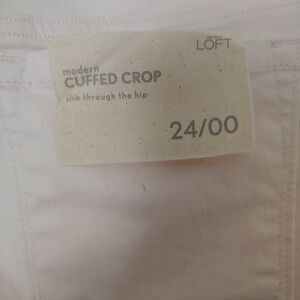 LOFT
modern
CUFFED CROP
slim through the hip
24/00